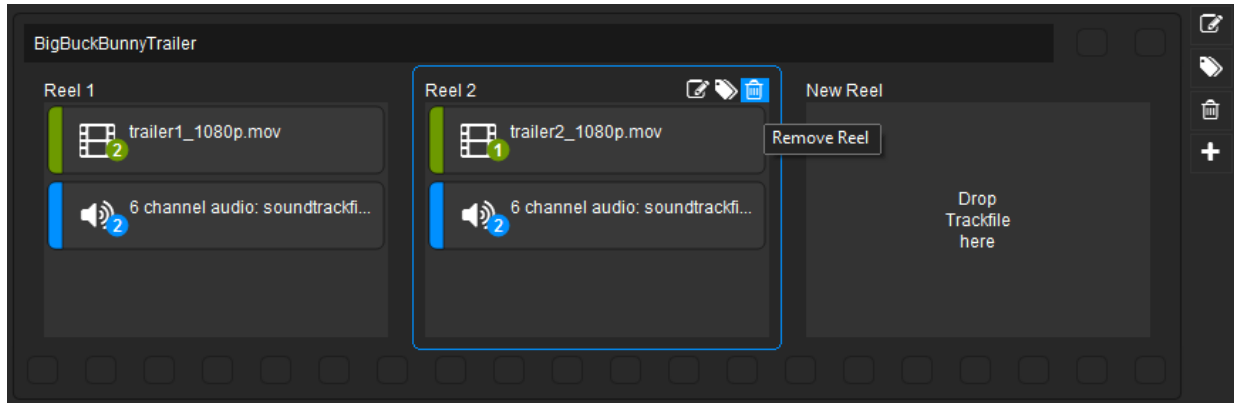 BigBuckBunnyTrailer
Reel 1
trailer1_1080p.mov
2
6 channel audio: soundtrackfi...
2
Reel 2
trailer2_1080p.mov
1
6 channel audio: soundtrackfi...
2
Remove Reel
New Reel
Drop
Trackfile
here